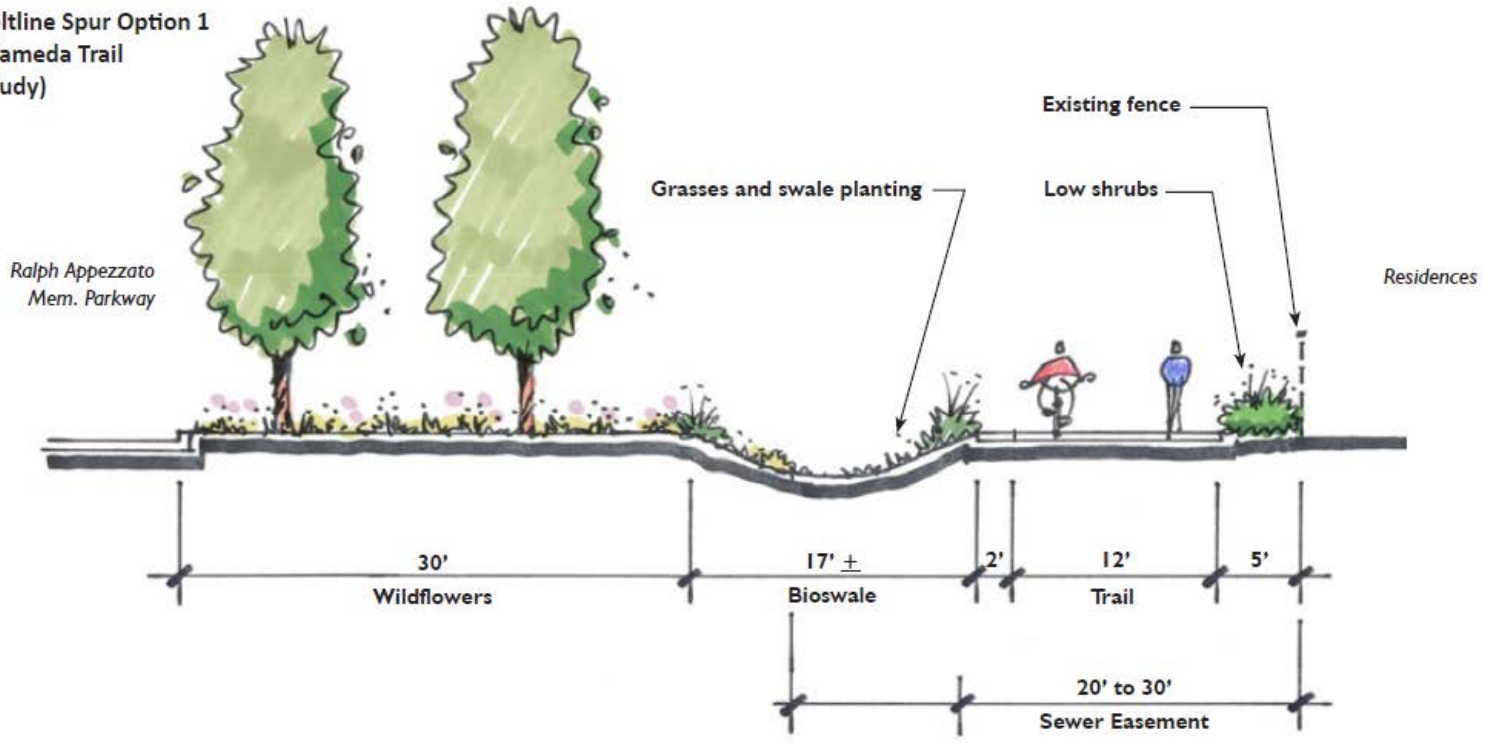 ltline Spur Option 1
ameda Trail
udy)
Existing fence
Grasses and swale planting
Low shrubs
Ralph Appezzato
Mem. Parkway
Residences
30'
17' ±
2'
12'
5'
Wildflowers
Bioswale
Trail
20' to 30'
Sewer Easement